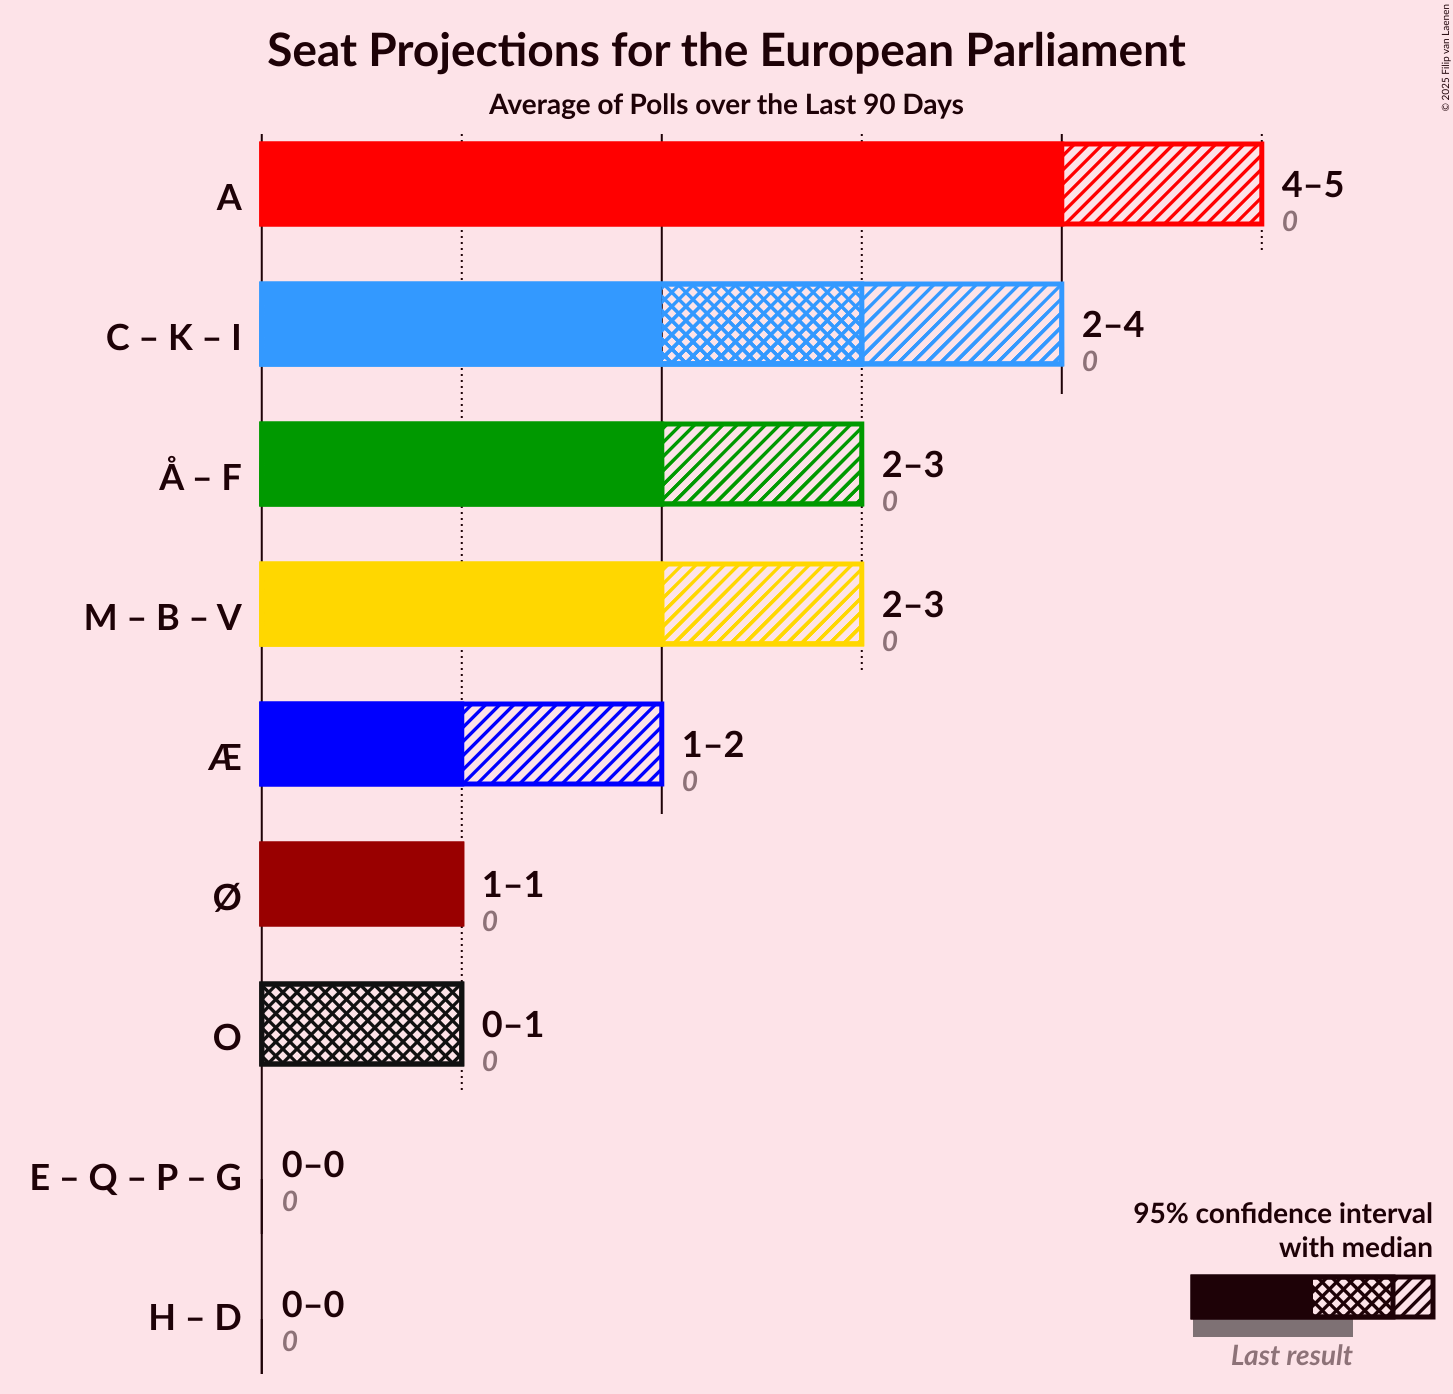 Seat Projections for the European Parliament
Average of Polls over the Last 90 Days
© 2025 Filip van Laenen
A
4–5
0
C – K – I
2–4
0
Å – F
2–3
0
M – B – V
2–3
0
Æ
1–2
0
Ø
1–1
0
O
0–1
0
E – Q – P – G
0–0
0
H – D
0–0
0
95% confidence interval
with median
Last result